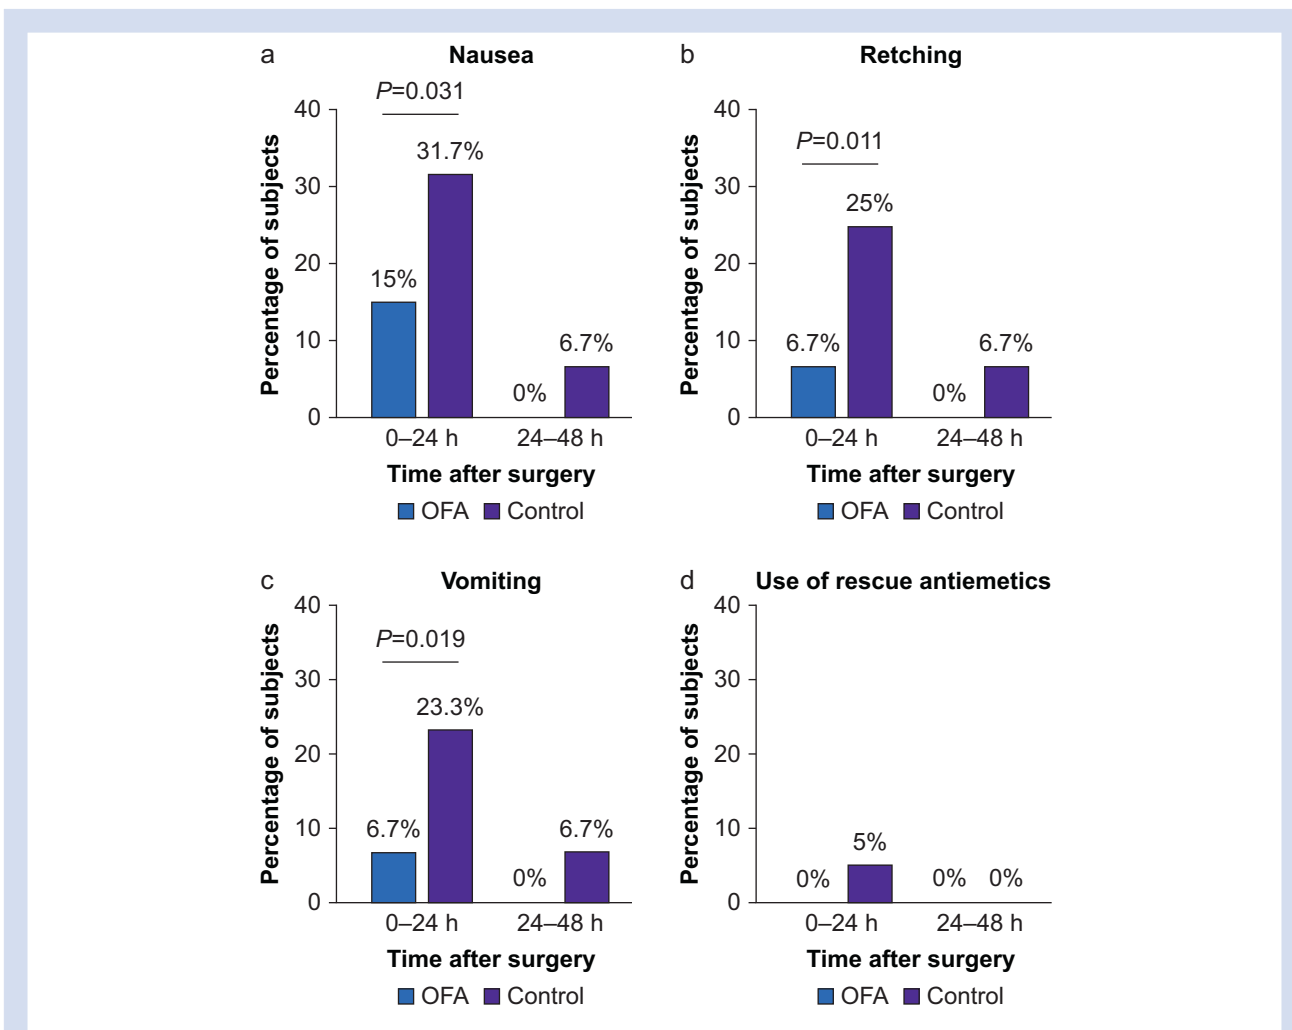 a Nausea
P=0.031
40
30
20
10
0
Percentage of subjects
15%
31.7%
0%
6.7%
0–24 h 24–48 h
Time after surgery
OFA Control
b Retching
P=0.011
40
30
20
10
0
Percentage of subjects
6.7%
25%
0%
6.7%
0–24 h 24–48 h
Time after surgery
OFA Control
c Vomiting
P=0.019
40
30
20
10
0
Percentage of subjects
6.7%
23.3%
0%
6.7%
0–24 h 24–48 h
Time after surgery
OFA Control
d Use of rescue antiemetics
40
30
20
10
0
Percentage of subjects
0%
5%
0%
0%
0–24 h 24–48 h
Time after surgery
OFA Control